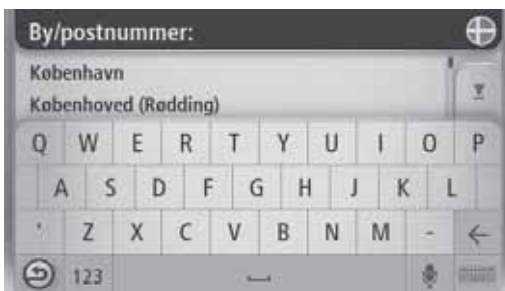 By/postnummer:
København
Københoved (Rødding)
Q W E R T Y U I O P
A S D F G H J K L
' Z X C V B N M -
123